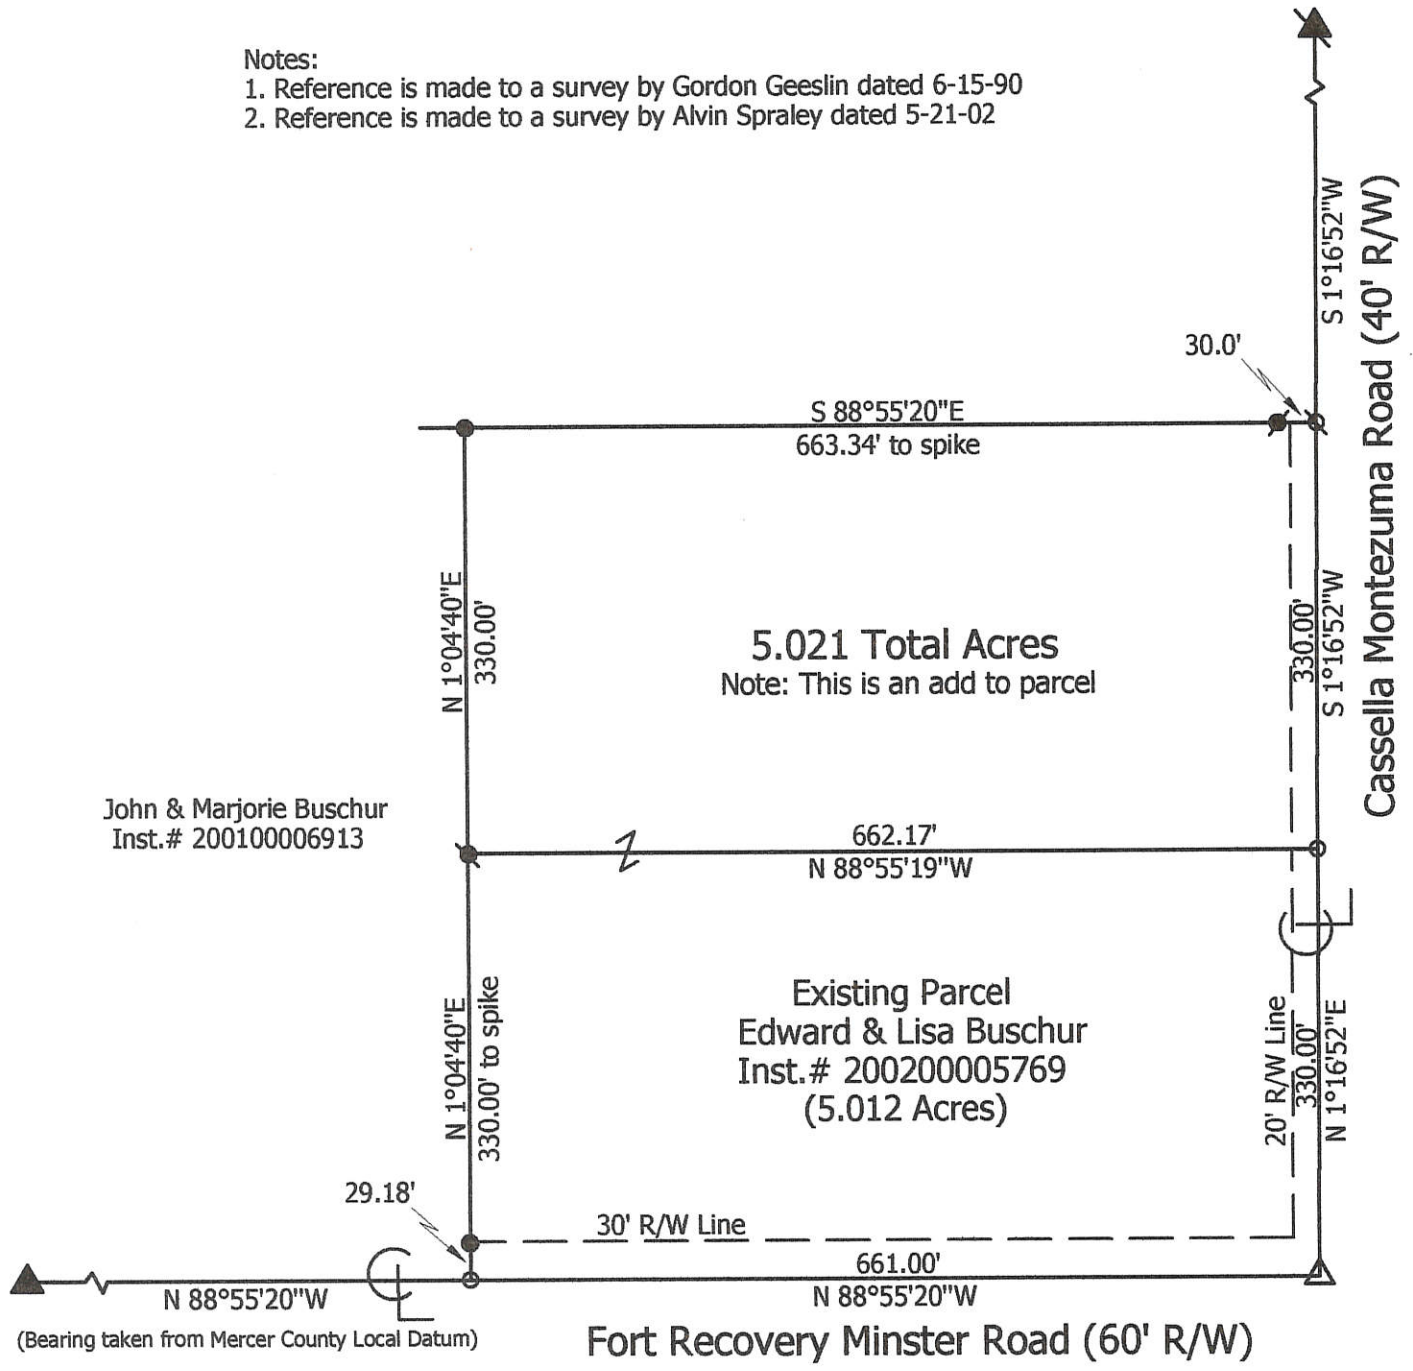 Notes:
1. Reference is made to a survey by Gordon Geeslin dated 6-15-90
2. Reference is made to a survey by Alvin Spraley dated 5-21-02
S 1°16'52"W
Cassella Montezuma Road (40' R/W)
30.0'
S 88°55'20"E
663.34' to spike
N 1°04'40"E
330.00'
5.021 Total Acres
Note: This is an add to parcel
330.00'
S 1°16'52"W
John & Marjorie Buschur
Inst.# 200100006913
662.17'
N 88°55'19"W
N 1°04'40"E
330.00' to spike
Existing Parcel
Edward & Lisa Buschur
Inst.# 200200005769
(5.012 Acres)
20' R/W Line
330.00'
N 1°16'52"E
29.18'
30' R/W Line
661.00'
N 88°55'20"W
N 88°55'20"W
(Bearing taken from Mercer County Local Datum)
Fort Recovery Minster Road (60' R/W)